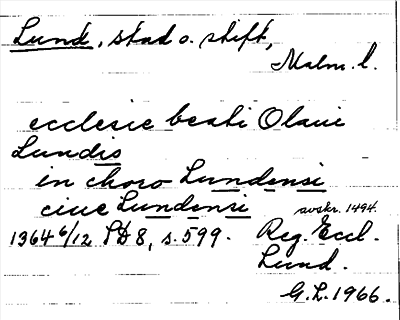 Lund, stad o. stift,
Malm. l.
ecclesie beati Olaui
Lundis
in choro Lundensi
ciue Lundensi avskr. 1494.
1364 6/12 SD 8, s. 599. Reg. Eccl.
Lund.
G.L. 1966.